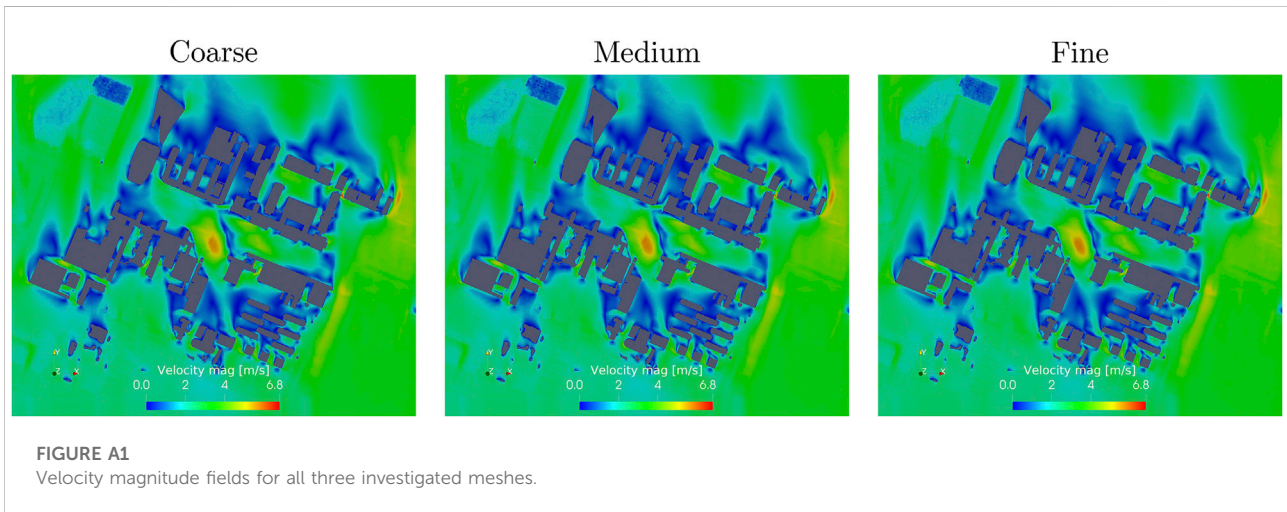 Coarse
Medium
Fine
Y
Z X
Velocity mag [m/s]
0.0 2 4 6.8
Y
Z X
Velocity mag [m/s]
0.0 2 4 6.8
Y
Z X
Velocity mag [m/s]
0.0 2 4 6.8
FIGURE A1
Velocity magnitude fields for all three investigated meshes.